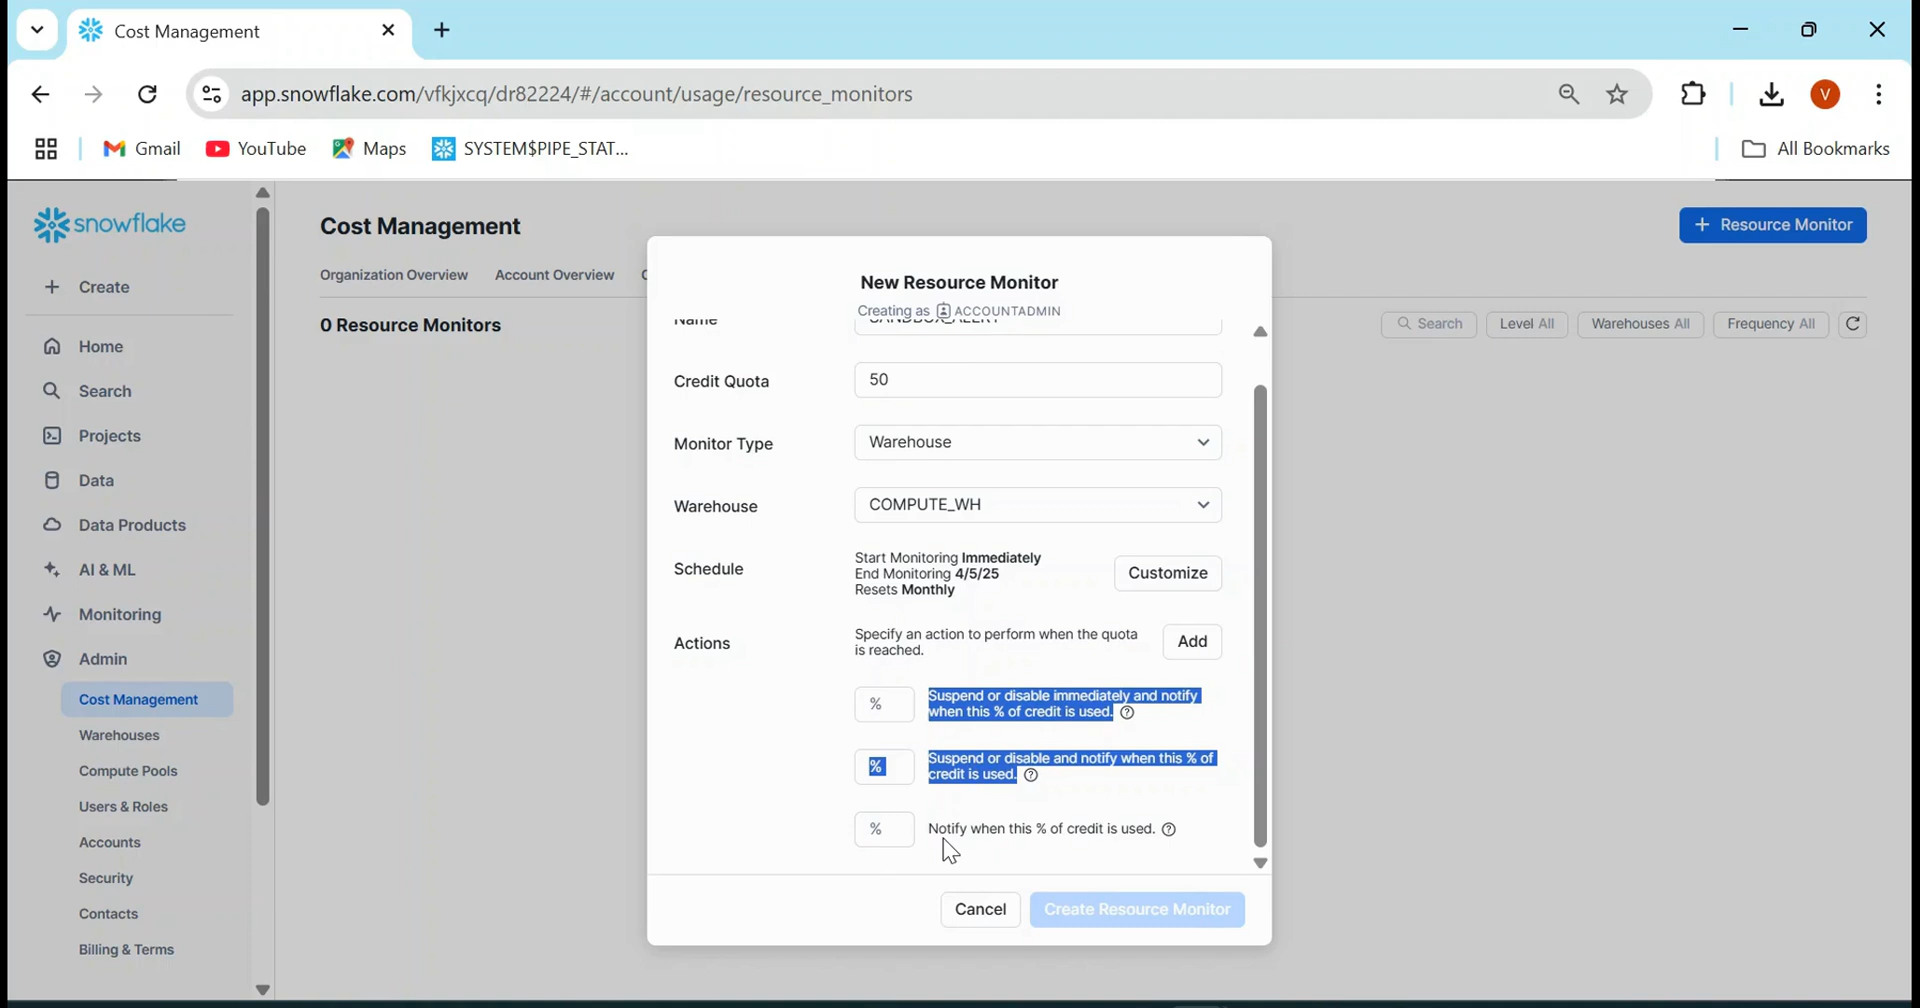 Cost Management
app.snowflake.com/vfkjxcq/dr82224/#/account/usage/resource_monitors
V
Gmail
YouTube
Maps
SYSTEM$PIPE_STAT...
All Bookmarks
snowflake
Create
Home
Search
Projects
Data
Data Products
AI & ML
Monitoring
Admin
Cost Management
Warehouses
Compute Pools
Users & Roles
Accounts
Security
Contacts
Billing & Terms
Cost Management
+ Resource Monitor
Organization Overview
Account Overview
0 Resource Monitors
Search
Level All
Warehouses All
Frequency All
New Resource Monitor
Creating as ACCOUNTADMIN
Name
SANDBOX_ALERT
Credit Quota
50
Monitor Type
Warehouse
Warehouse
COMPUTE_WH
Schedule
Start Monitoring Immediately
End Monitoring 4/5/25
Resets Monthly
Customize
Actions
Specify an action to perform when the quota
is reached.
Add
%
Suspend or disable immediately and notify
when this % of credit is used.
%
Suspend or disable and notify when this % of
credit is used.
%
Notify when this % of credit is used.
Cancel
Create Resource Monitor